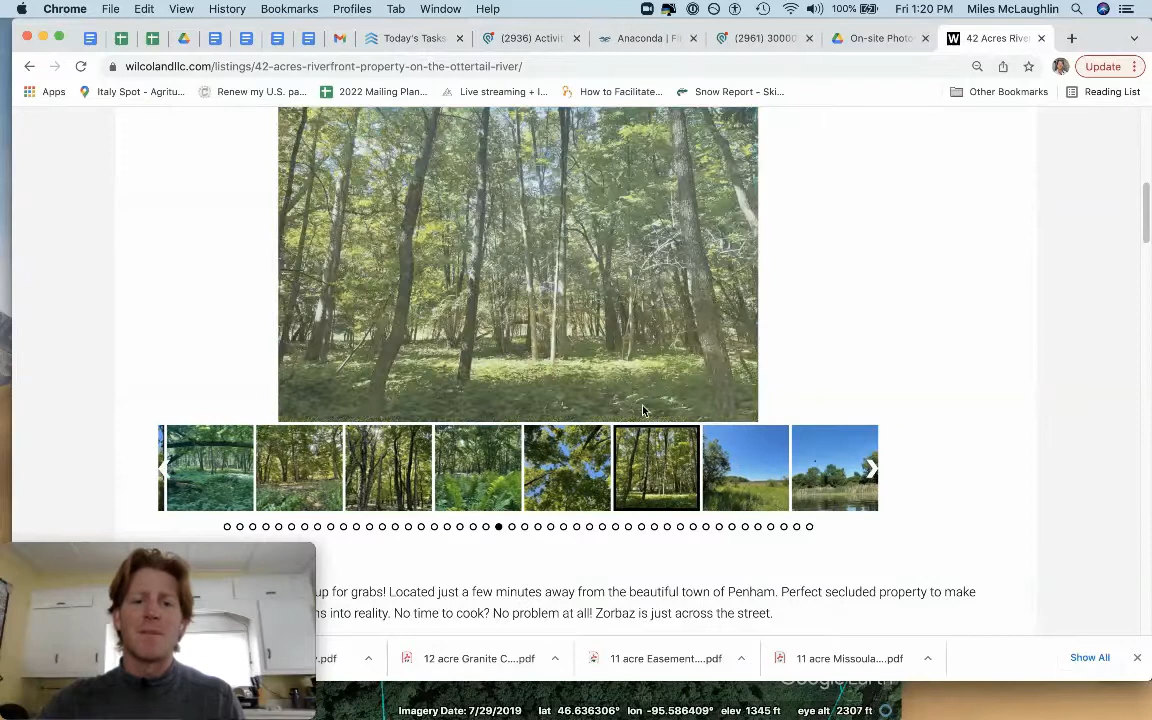 Chrome File Edit View History Bookmarks Profiles Tab Window Help 100% Fri 1:20 PM Miles McLaughlin
Today's Tasks (2936) Activi Anaconda | Fi (2961) 3000 On-site Photo W 42 Acres Rive
wilcolandllc.com/listings/42-acres-riverfront-property-on-the-ottertail-river/ Update
Apps Italy Spot - Agritu... Renew my U.S. pa... 2022 Mailing Plan... Live streaming + I... How to Facilitate... Snow Report - Ski... Other Bookmarks Reading List
up for grabs! Located just a few minutes away from the beautiful town of Penham. Perfect secluded property to make
ns into reality. No time to cook? No problem at all! Zorbaz is just across the street.
.pdf 12 acre Granite C....pdf 11 acre Easement....pdf 11 acre Missoula....pdf Show All
Google Earth
Imagery Date: 7/29/2019 lat 46.636306° lon -95.586409° elev 1345 ft eye alt 2307 ft